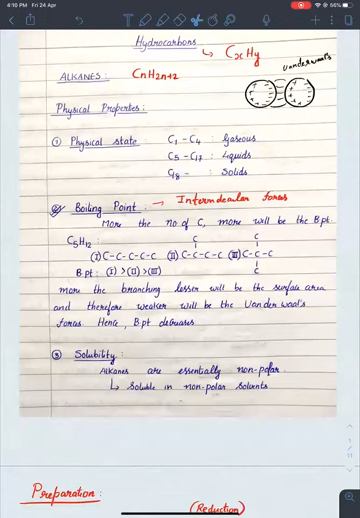 4:10 PM Fri 24 Apr
56%
Hydrocarbons
↳ CxHy
Vanderwaal's
ALKANES: CnH2n+2
Physical Properties:
① Physical state
C1 - C4 : Gaseous
C5 - C17 : Liquids
C18 - : Solids
② Boiling Point: → Intermolecular forces
More the no of C, more will be the B.pt.
C5H12:
C
C
(I) C-C-C-C-C (II) C-C-C-C (III) C-C-C
C
B.pt: (I) > (II) > (III)
more the branching lesser will be the surface area
and therefore weaker will be the Vander waal's
forces. Hence, B.pt decreases
③ Solubility:
Alkanes are essentially non-polar.
↳ Soluble in non-polar solvents
Preparation:
(Reduction)